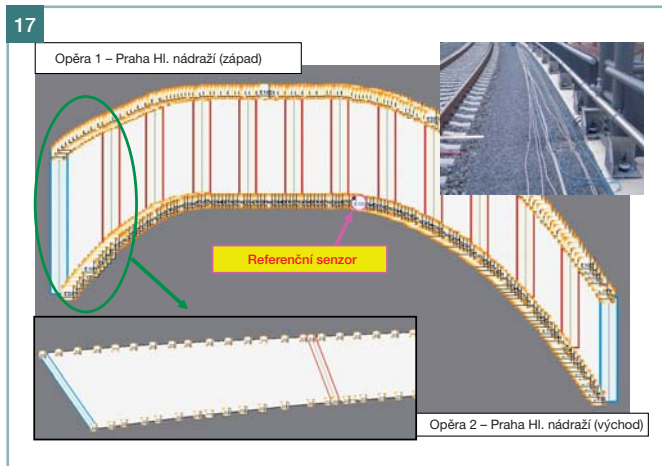 17
Opěra 1 – Praha Hl. nádraží (západ)
Referenční senzor
Opěra 2 – Praha Hl. nádraží (východ)